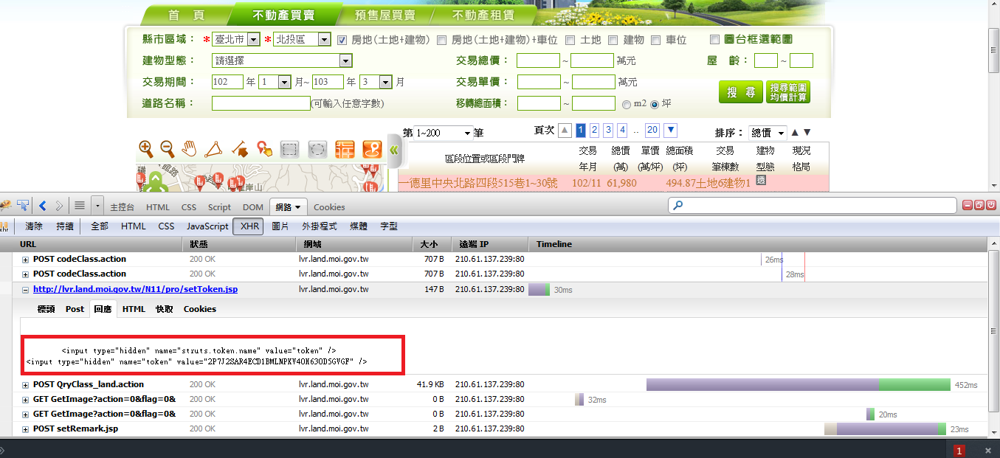 首 頁 不動產買賣 預售屋買賣 不動產租賃
縣市區域： * 臺北市 * 北投區 房地(土地+建物) 房地(土地+建物)+車位 土地 建物 車位 圖台框選範圍
建物型態： 請選擇 交易總價： ~ 萬元 屋 齡： ~
交易期間： 102 年 1 月~ 103 年 3 月 交易單價： ~ 萬元
搜 尋 搜尋範圍 均價計算
道路名稱： (可輸入任意字數) 移轉總面積： ~ m2 坪
第 1~200 筆 頁次 ▲ 1 2 3 4 .. 20 ▼ 排序： 總價 ▲ ▼
區段位置或區段門牌 交易 總價 單價 總面積 交易 建物 現況
年月 (萬) (萬/坪) (坪) 筆棟數 型態 格局
一德里中央北路四段515巷1~30號 102/11 61,980 494.87 土地6建物1 透
«
主控台 HTML CSS Script DOM 網路 Cookies
xhr 清除 持續 全部 HTML CSS JavaScript XHR 圖片 外掛程式 媒體 字型
URL 狀態 網域 大小 遠端 IP Timeline
POST codeClass.action 200 OK lvr.land.moi.gov.tw 707 B 210.61.137.239:80 26ms
POST codeClass.action 200 OK lvr.land.moi.gov.tw 707 B 210.61.137.239:80 28ms
http://lvr.land.moi.gov.tw/N11/pro/setToken.jsp lvr.land.moi.gov.tw 147 B 210.61.137.239:80 30ms
標頭 Post 回應 HTML 快取 Cookies
<input type="hidden" name="struts.token.name" value="token" />
<input type="hidden" name="token" value="2P7J2SAR4ECD1BMLNPKV4OH63OD5GVGF" />
POST QryClass_land.action 200 OK lvr.land.moi.gov.tw 41.9 KB 210.61.137.239:80 452ms
GET GetImage?action=0&flag=0& 200 OK lvr.land.moi.gov.tw 0 B 210.61.137.239:80 32ms
GET GetImage?action=0&flag=0& 200 OK lvr.land.moi.gov.tw 0 B 210.61.137.239:80 20ms
POST setRemark.jsp 200 OK lvr.land.moi.gov.tw 2 B 210.61.137.239:80 23ms
1 ×